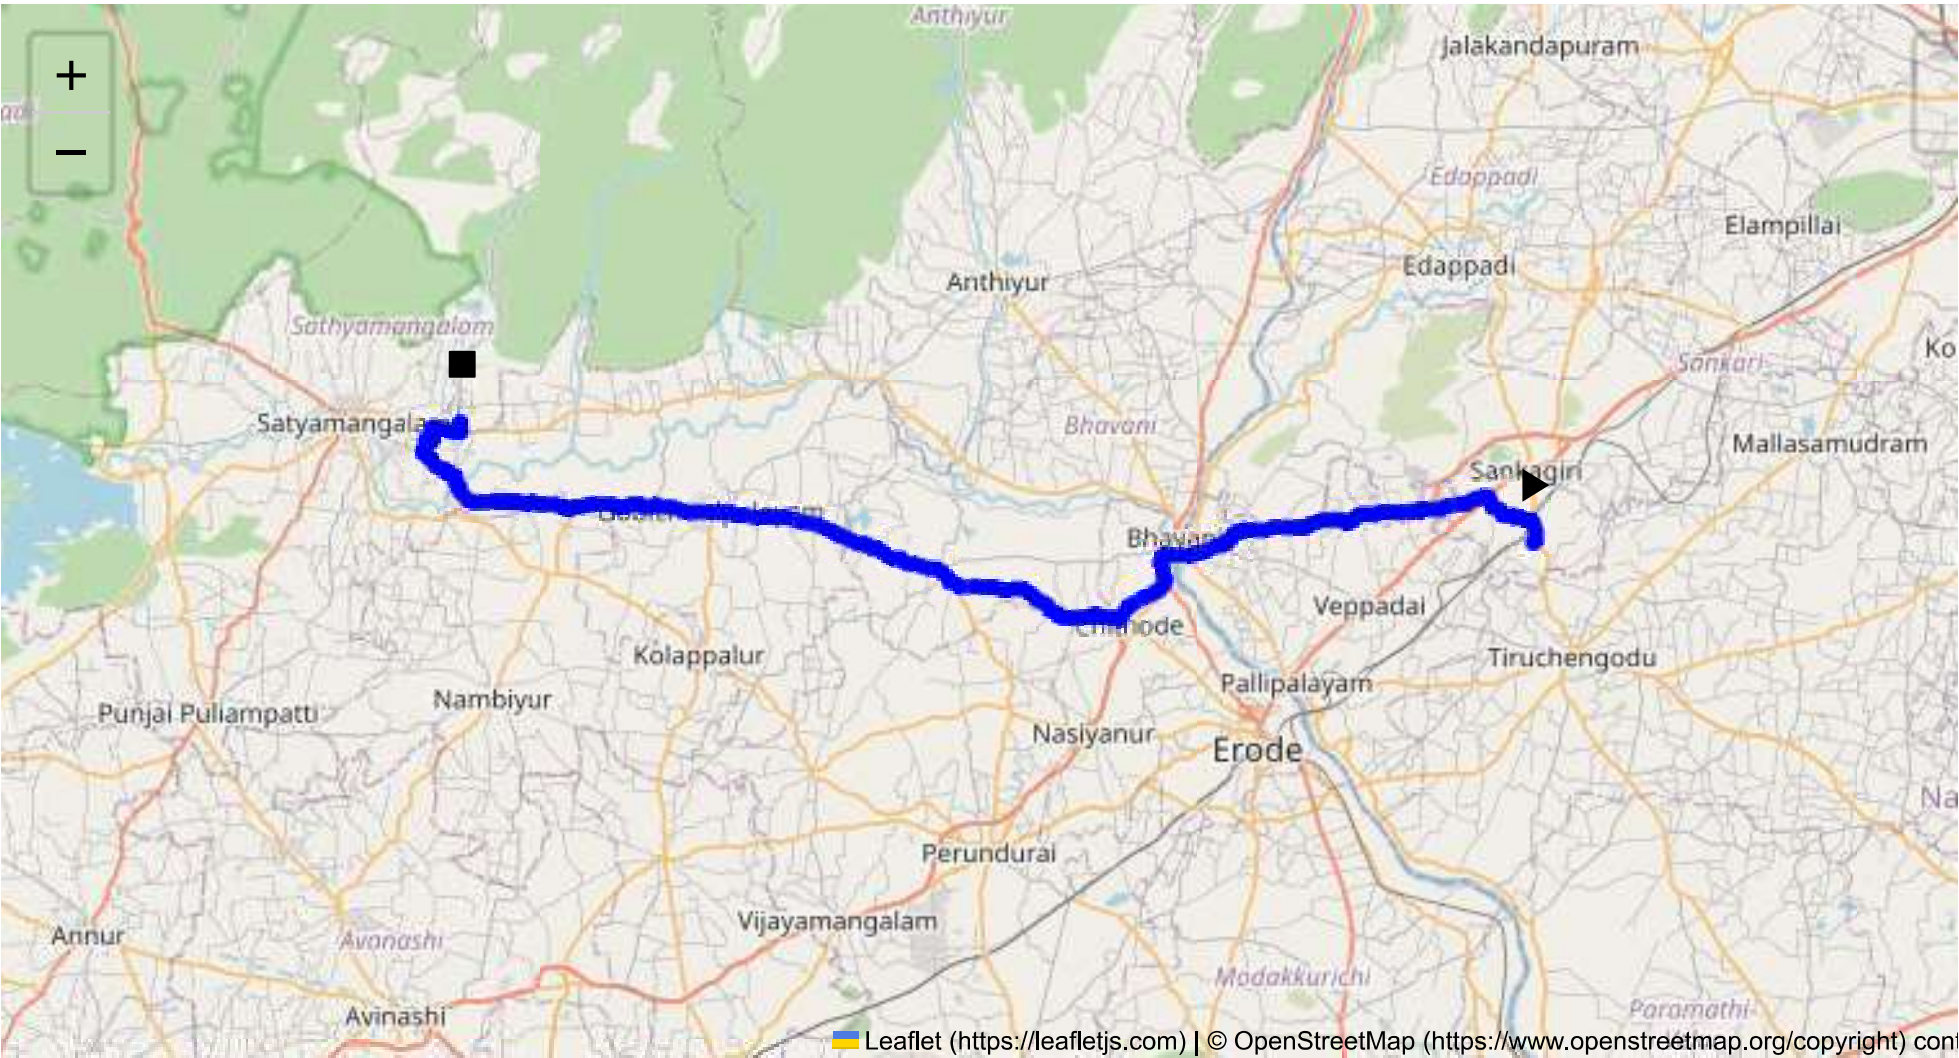 Anthiyur
Jalakandapuram
+
−
Edappadi
Elampillai
Edappadi
Anthiyur
Sathyamangalam
Ko
Sankari
Satyamangalam
Bhavani
Mallasamudram
Sankagiri
Bhavani
Veppadai
Chithode
Kolappalur
Tiruchengodu
Pallipalayam
Nambiyur
Punjai Puliampatti
Nasiyanur
Erode
Na
Perundurai
Vijayamangalam
Annur
Avanashi
Modakkurichi
Paramathi-
Avinashi
Leaflet (https://leafletjs.com) | © OpenStreetMap (https://www.openstreetmap.org/copyright) con